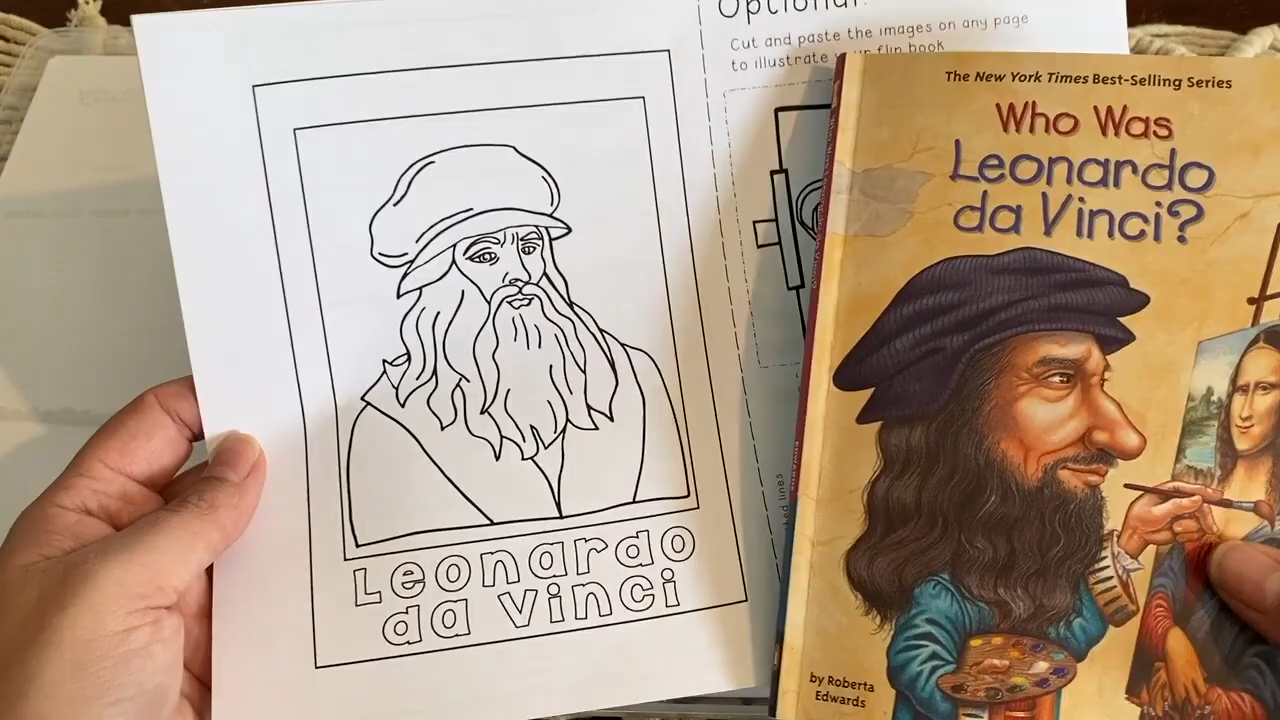 Leonardo
da Vinci
Optional:
Cut and paste the images on any page
to illustrate flip book
The New York Times Best-Selling Series
Who Was
Leonardo
da Vinci?
by Roberta
Edwards
lines